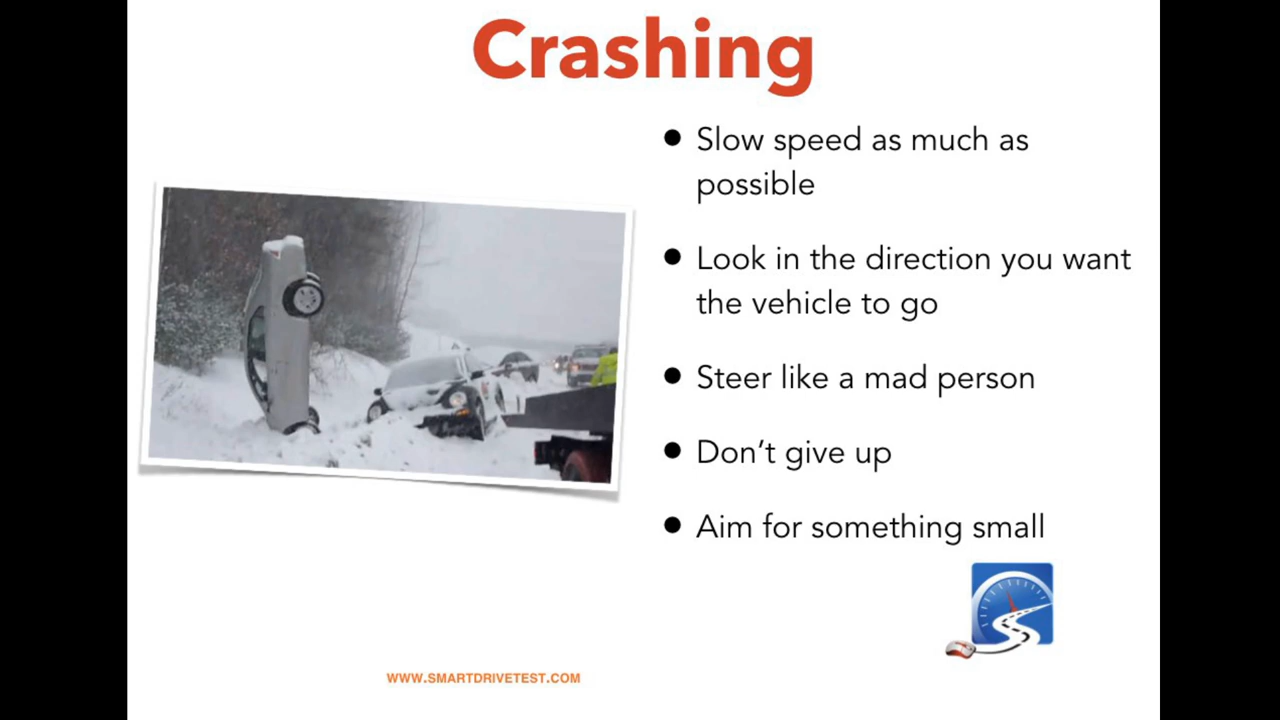 Crashing
• Slow speed as much as
possible
• Look in the direction you want
the vehicle to go
• Steer like a mad person
• Don’t give up
• Aim for something small
WWW.SMARTDRIVETEST.COM